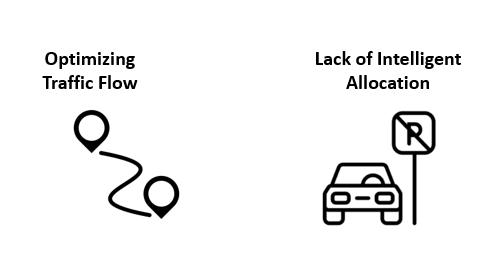 Optimizing
Traffic Flow
Lack of Intelligent
Allocation
P